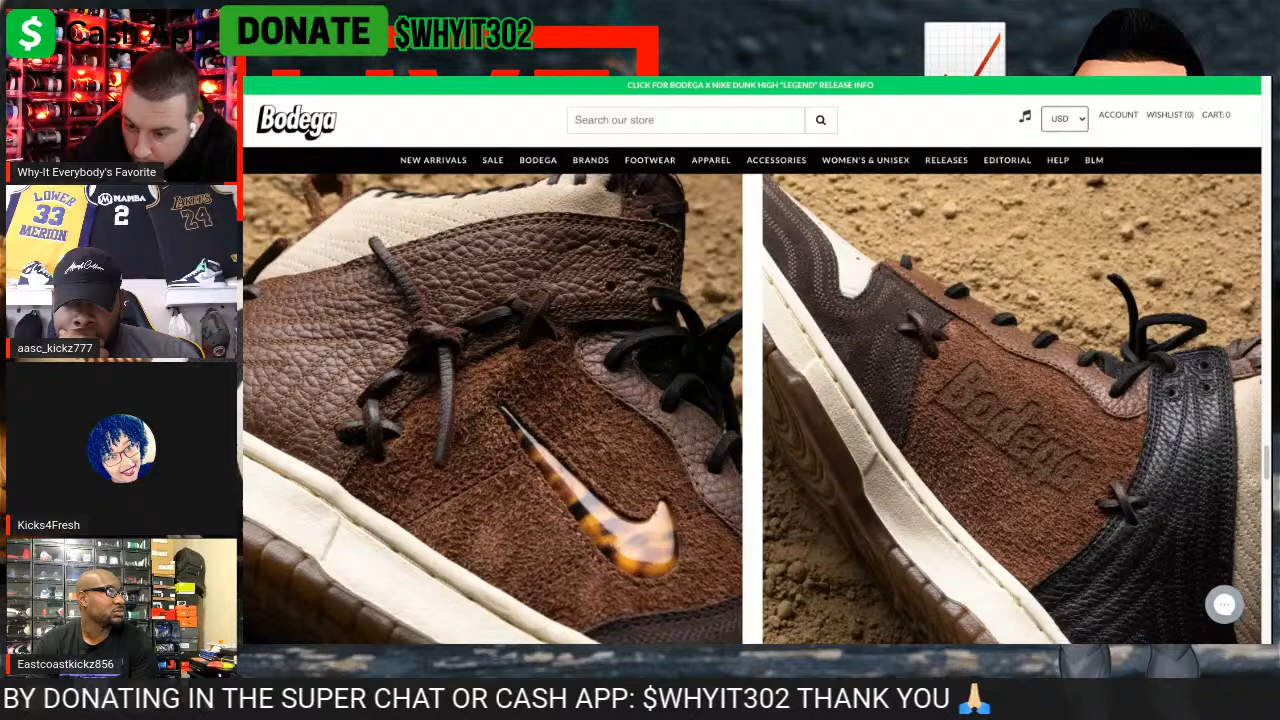 Cash App
DONATE
$WHYIT302
CLICK FOR BODEGA X NIKE DUNK HIGH "LEGEND" RELEASE INFO
Bodega
Search our store
USD
ACCOUNT
WISHLIST (0)
CART: 0
NEW ARRIVALS
SALE
BODEGA
BRANDS
FOOTWEAR
APPAREL
ACCESSORIES
WOMEN'S & UNISEX
RELEASES
EDITORIAL
HELP
BLM
Why-It Everybody's Favorite
LOWER
33
MERION
MAMBA
2
LAKERS
24
aasc_kickz777
Kicks4Fresh
Eastcoastkickz856
Bodega
BY DONATING IN THE SUPER CHAT OR CASH APP: $WHYIT302 THANK YOU 🙏🏼